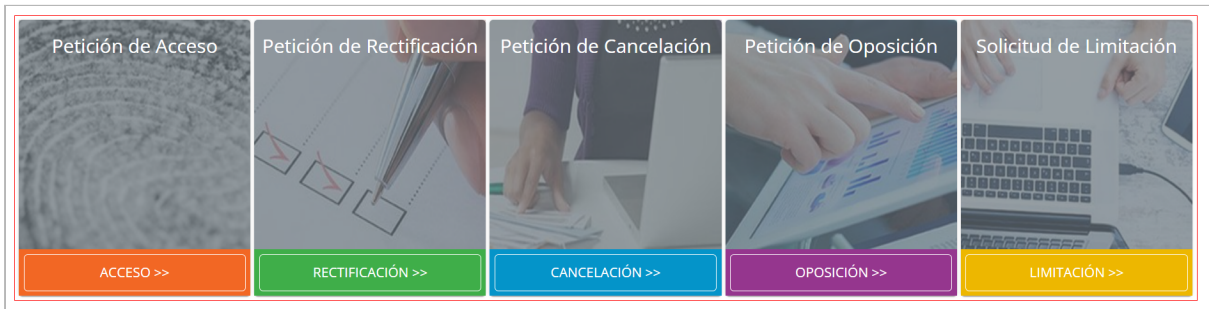 Petición de Acceso
ACCESO >>
Petición de Rectificación
RECTIFICACIÓN >>
Petición de Cancelación
CANCELACIÓN >>
Petición de Oposición
OPOSICIÓN >>
Solicitud de Limitación
LIMITACIÓN >>